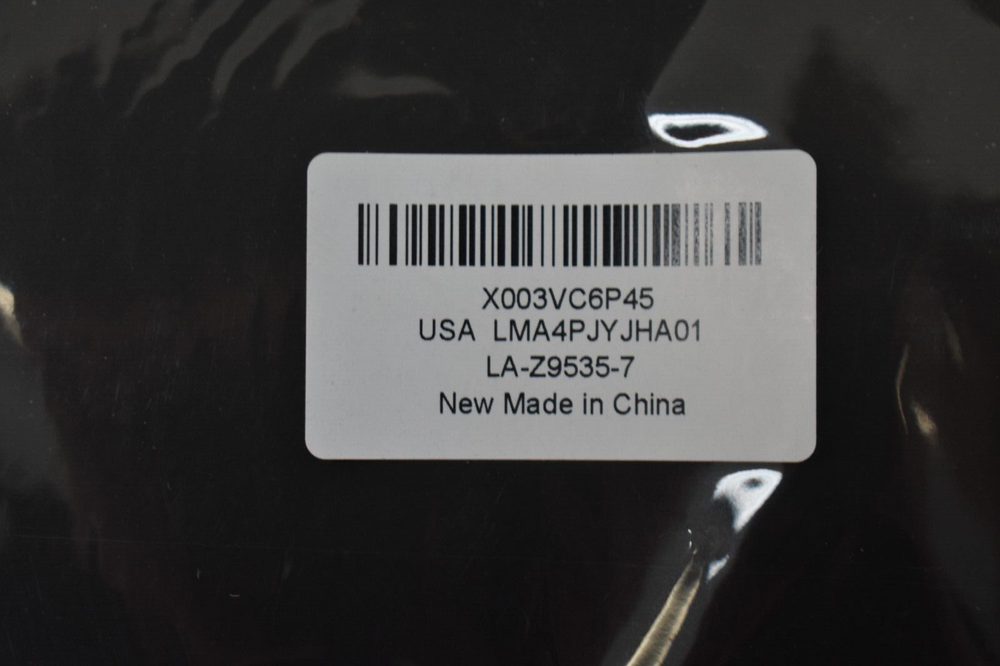 X003VC6P45
USA LMA4PJYJHA01
LA-Z9535-7
New Made in China